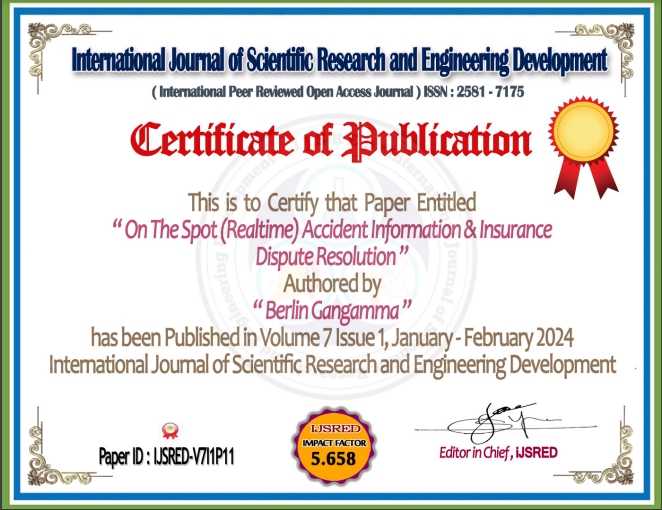 International Journal of Scientific Research and Engineering Development
( International Peer Reviewed Open Access Journal ) ISSN : 2581 - 7175
Certificate of Publication
This is to Certify that Paper Entitled
“ On The Spot (Realtime) Accident Information & Insurance
Dispute Resolution ”
Authored by
“ Berlin Gangamma ”
has been Published in Volume 7 Issue 1, January - February 2024
International Journal of Scientific Research and Engineering Development
Paper ID : IJSRED-V7I1P11
IJSRED
IMPACT FACTOR
5.658
Editor in Chief, IJSRED